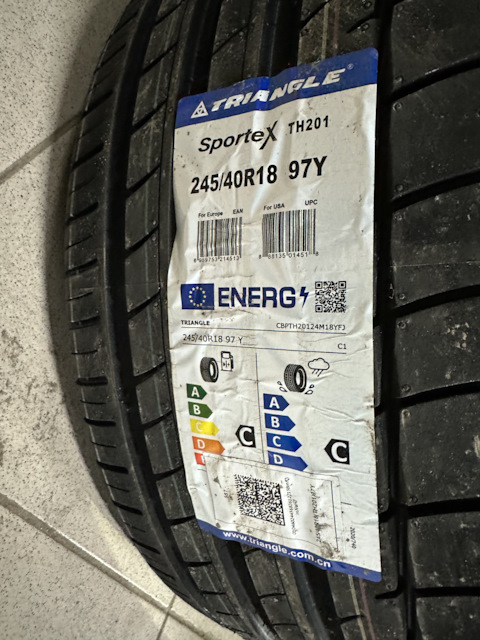 TRIANGLE
SporteX TH201
245/40R18 97Y
For Europe EAN
For USA UPC
ENERG
TRIANGLE
CBPTH20124M18YFJ
245/40R18 97 Y
C1
A
B
C
D
C
A
B
C
D
C
www.triangle.com.cn